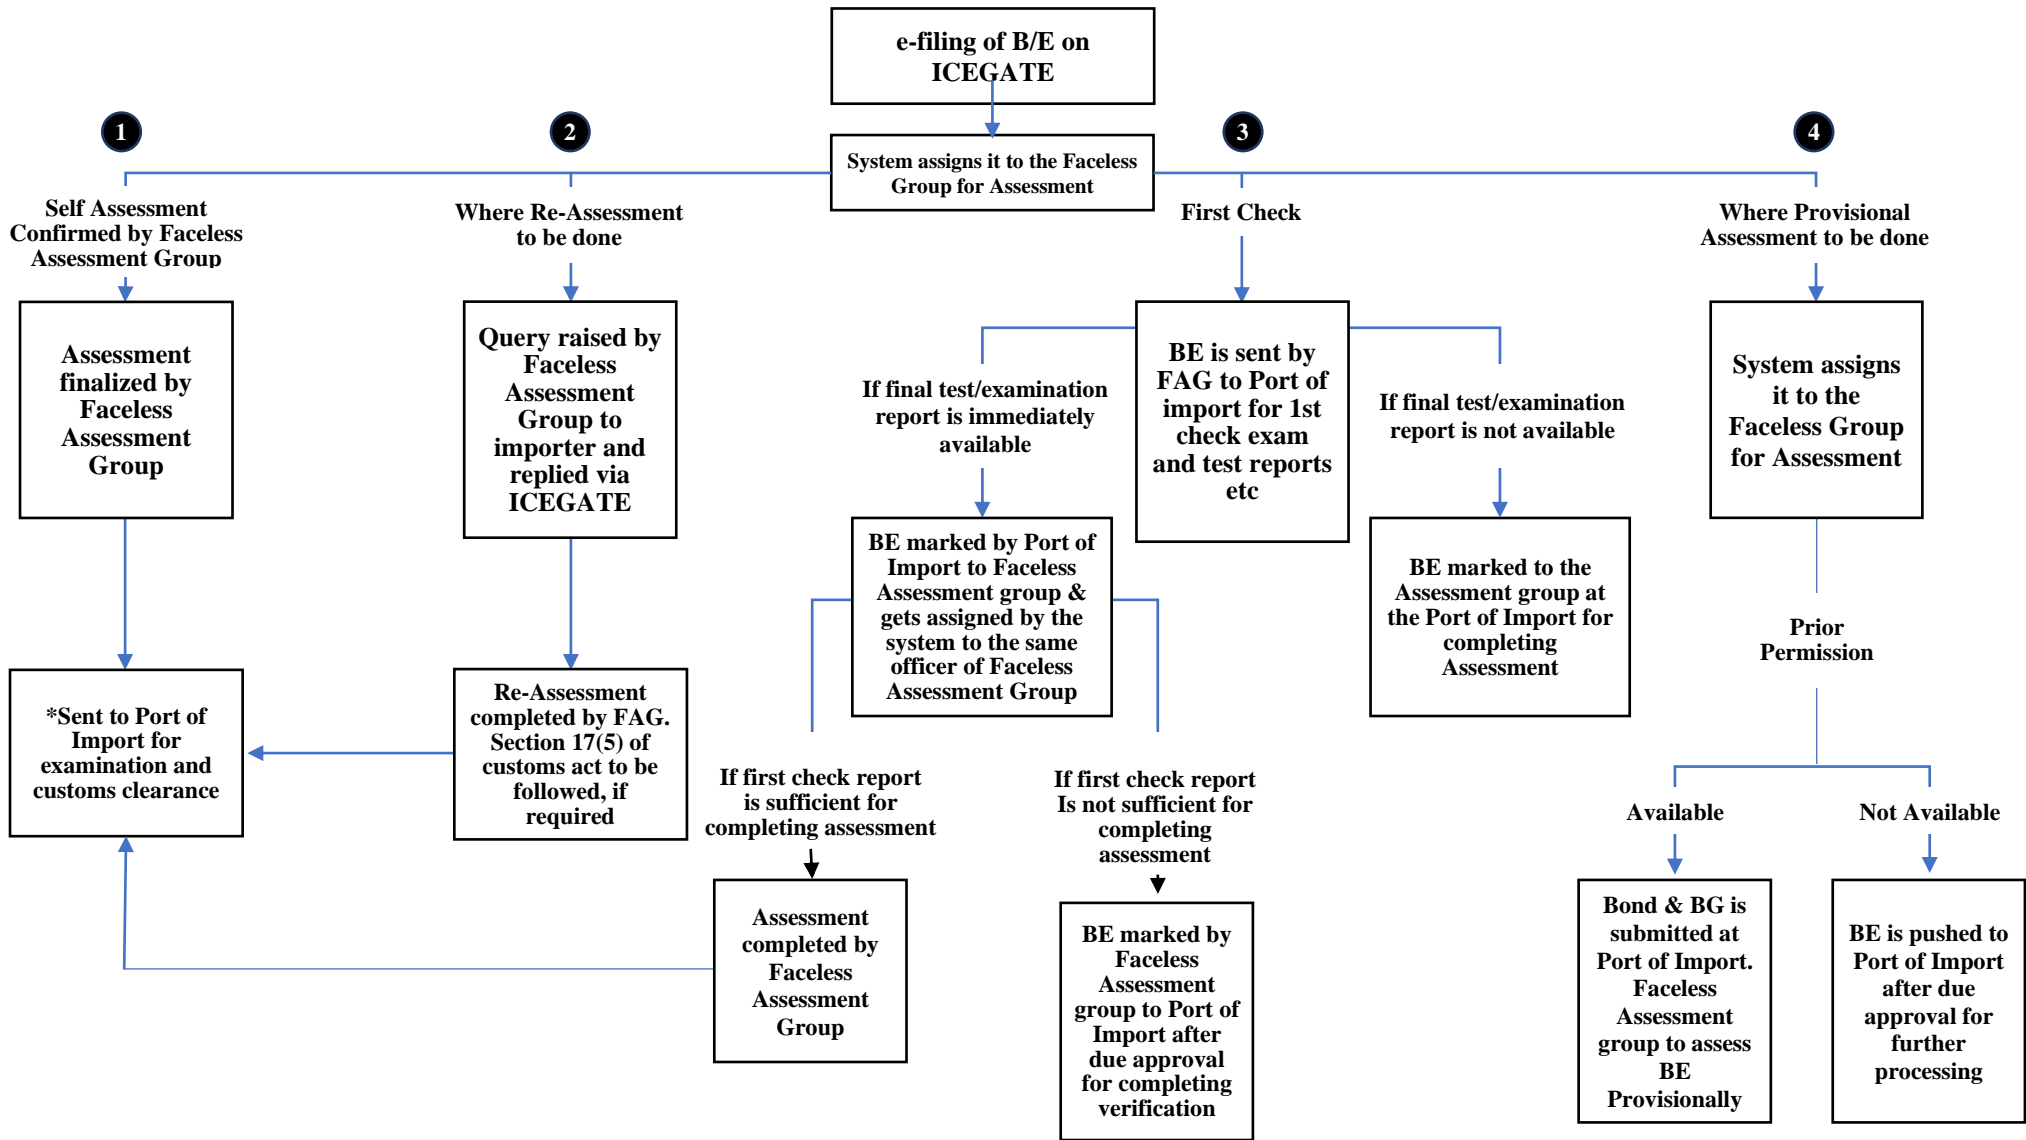 e-filing of B/E on
ICEGATE
1
2
3
4
System assigns it to the Faceless
Group for Assessment
Self Assessment
Confirmed by Faceless
Assessment Group
Where Re-Assessment
to be done
First Check
Where Provisional
Assessment to be done
Assessment
finalized by
Faceless
Assessment
Group
Query raised by
Faceless
Assessment
Group to
importer and
replied via
ICEGATE
If final test/examination
report is immediately
available
BE is sent by
FAG to Port of
import for 1st
check exam
and test reports
etc
If final test/examination
report is not available
System assigns
it to the
Faceless Group
for Assessment
BE marked by Port of
Import to Faceless
Assessment group &
gets assigned by the
system to the same
officer of Faceless
Assessment Group
BE marked to the
Assessment group at
the Port of Import for
completing
Assessment
Prior
Permission
*Sent to Port of
Import for
examination and
customs clearance
Re-Assessment
completed by FAG.
Section 17(5) of
customs act to be
followed, if
required
If first check report
is sufficient for
completing assessment
If first check report
Is not sufficient for
completing
assessment
Available
Not Available
Assessment
completed by
Faceless
Assessment
Group
BE marked by
Faceless
Assessment
group to Port of
Import after
due approval
for completing
verification
Bond & BG is
submitted at
Port of Import.
Faceless
Assessment
group to assess
BE
Provisionally
BE is pushed to
Port of Import
after due
approval for
further
processing